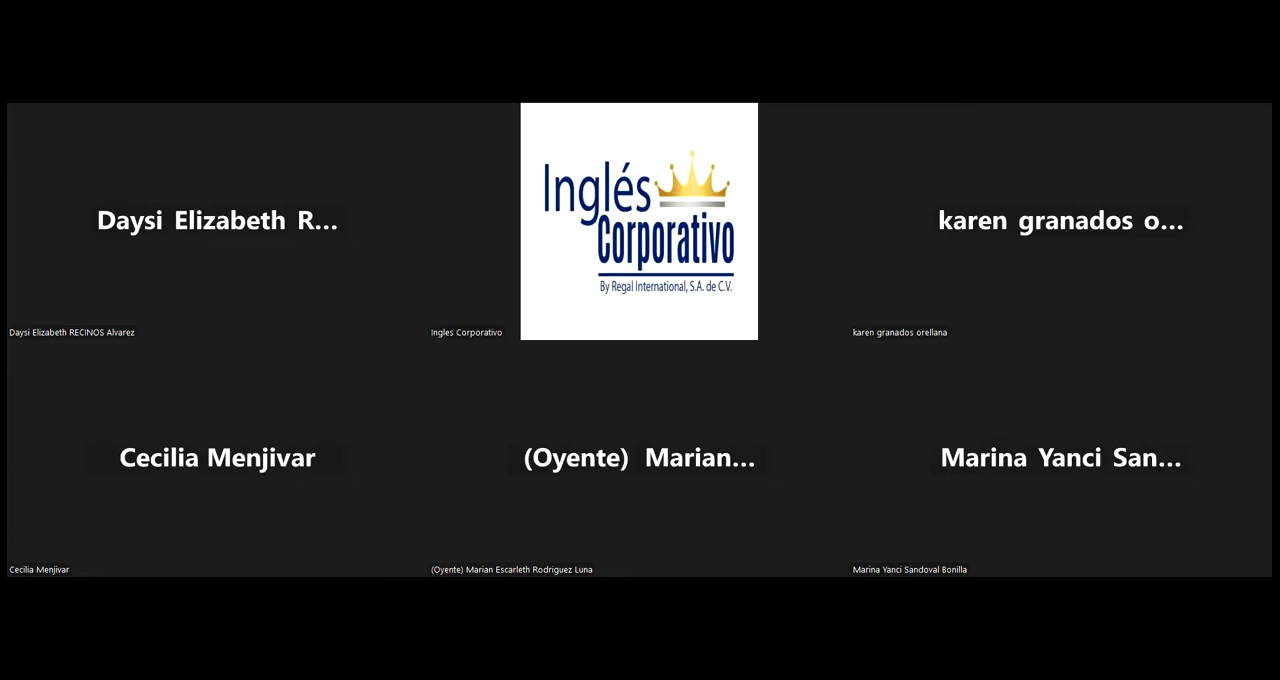 Daysi Elizabeth R...
Daysi Elizabeth RECINOS Alvarez
Inglés
Corporativo
By Regal International, S.A. de C.V.
Ingles Corporativo
karen granados o...
karen granados orellana
Cecilia Menjivar
Cecilia Menjivar
(Oyente) Marian...
(Oyente) Marian Escarleth Rodriguez Luna
Marina Yanci San...
Marina Yanci Sandoval Bonilla